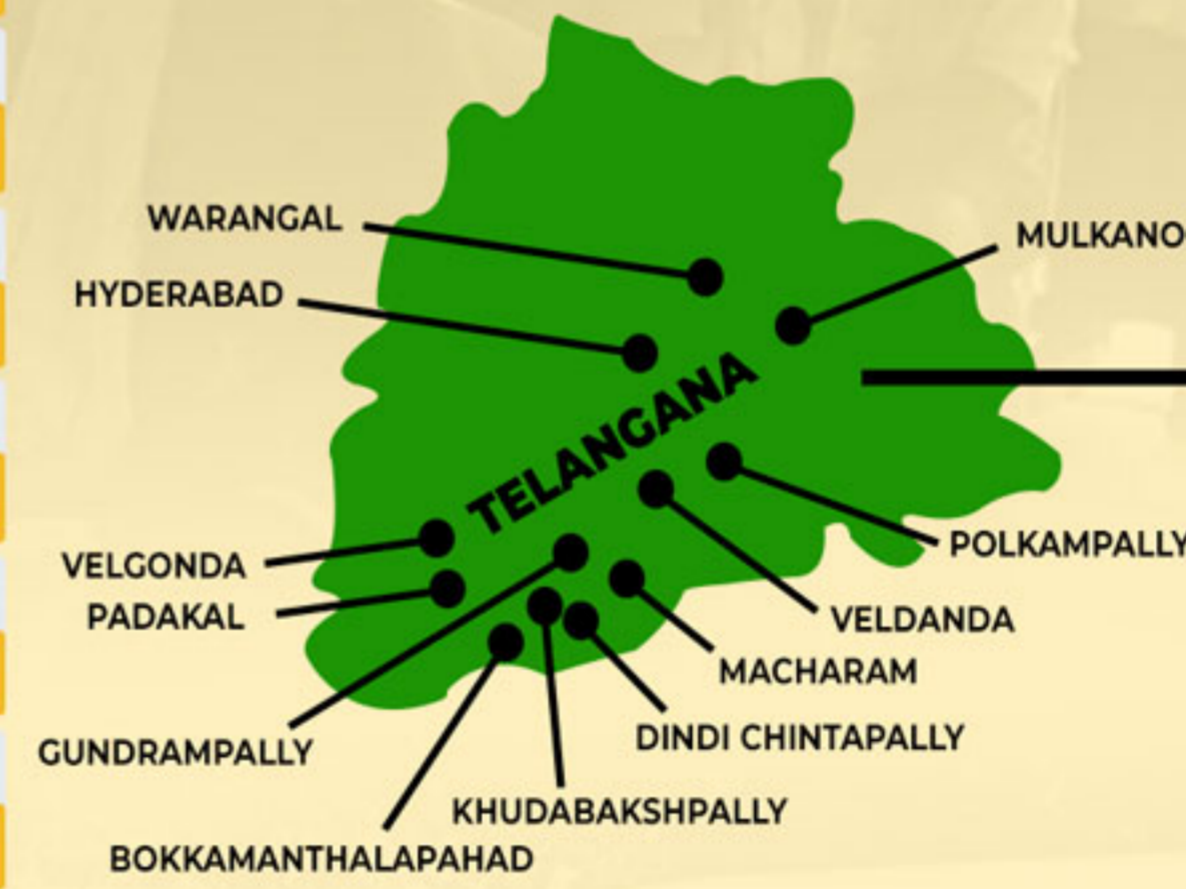 WARANGAL
MULKANO
HYDERABAD
TELANGANA
POLKAMPALLY
VELGONDA
PADAKAL
VELDANDA
MACHARAM
DINDI CHINTAPALLY
GUNDRAMPALLY
KHUDABAKSHPALLY
BOKKAMANTHALAPAHAD